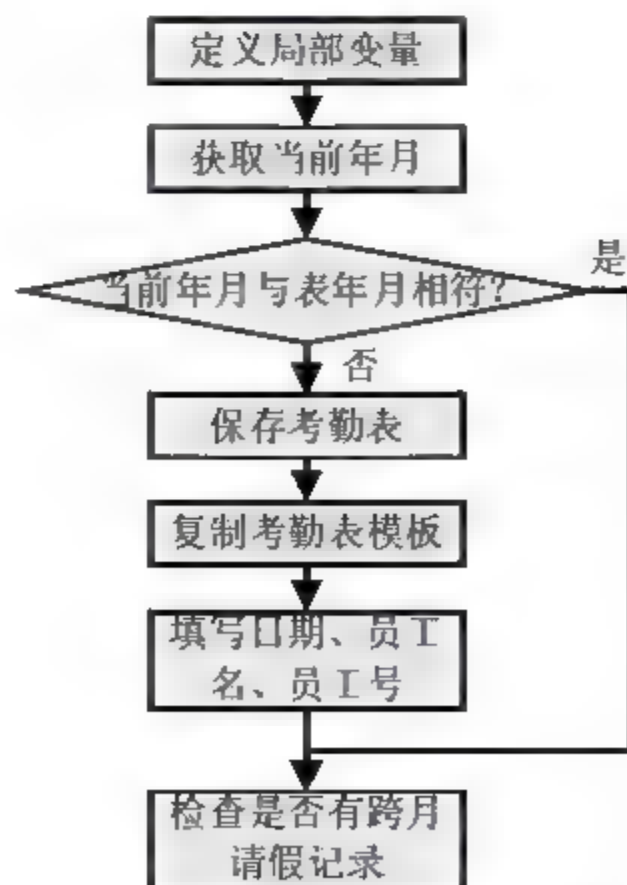 定义局部变量
获取当前年月
是
当前年月与表年月相符？
否
保存考勤表
复制考勤表模板
填写日期、员工
名、员工号
检查是否有跨月
请假记录